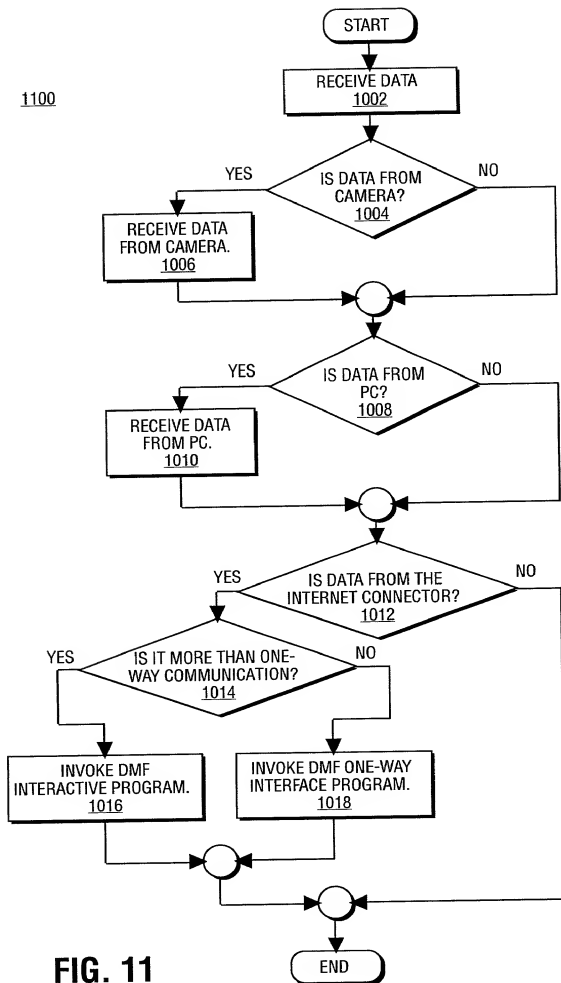 START
1100
RECEIVE DATA
1002
YES
NO
IS DATA FROM
CAMERA?
1004
RECEIVE DATA
FROM CAMERA.
1006
YES
NO
IS DATA FROM
PC?
1008
RECEIVE DATA
FROM PC.
1010
YES
NO
IS DATA FROM THE
INTERNET CONNECTOR?
1012
YES
NO
IS IT MORE THAN ONE-
WAY COMMUNICATION?
1014
INVOKE DMF
INTERACTIVE PROGRAM.
1016
INVOKE DMF ONE-WAY
INTERFACE PROGRAM.
1018
END
FIG. 11